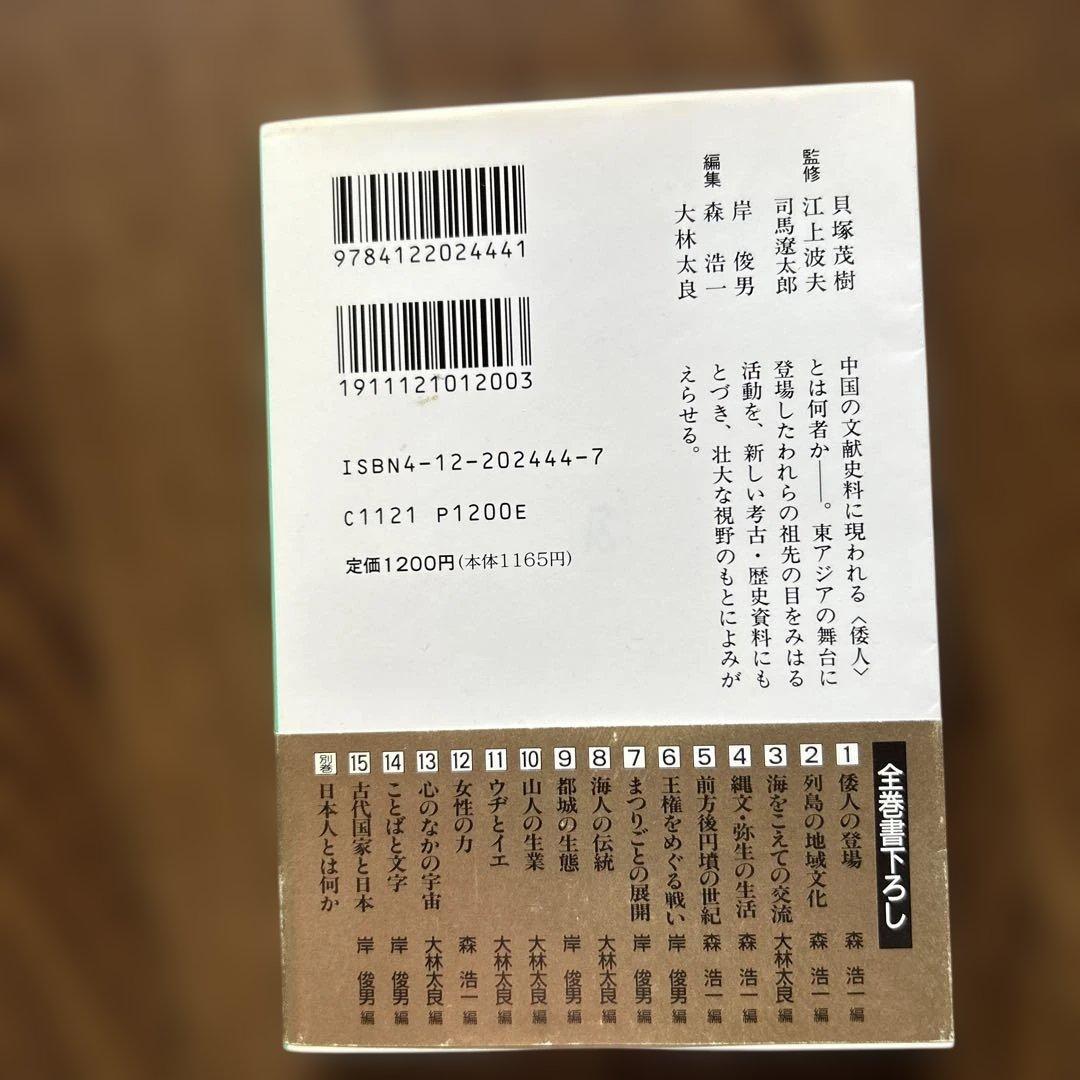 貝塚茂樹
監修 江上波夫
司馬遼太郎
岸 俊男
編集 森 浩一
大林太良
9784122024441
1911121012003
ISBN4-12-202444-7
C1121 P1200E
定価1200円(本体1165円)
中国の文献史料に現われる〈倭人〉
とは何者か――。東アジアの舞台に
登場したわれらの祖先の目をみはる
活動を、新しい考古・歴史資料にも
とづき、壮大な視野のもとによみが
えらせる。
全巻書下ろし
1 倭人の登場 森 浩一編
2 列島の地域文化 森 浩一編
3 海をこえての交流 大林太良編
4 縄文・弥生の生活 森 浩一編
5 前方後円墳の世紀 森 浩一編
6 王権をめぐる戦い 岸 俊男編
7 まつりごとの展開 岸 俊男編
8 海人の伝統 大林太良編
9 都城の生態 岸 俊男編
10 山人の生業 大林太良編
11 ウヂとイエ 大林太良編
12 女性の力 森 浩一編
13 心のなかの宇宙 大林太良編
14 ことばと文字 岸 俊男編
15 古代国家と日本 岸 俊男編
別巻 日本人とは何か